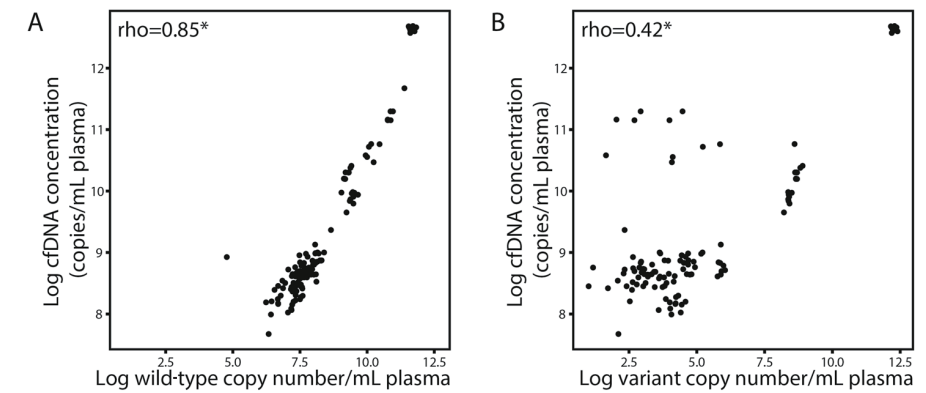 A
rho=0.85*
Log cfDNA concentration
(copies/mL plasma)
12
11
10
9
8
2.5 5.0 7.5 10.0 12.5
Log wild-type copy number/mL plasma
B
rho=0.42*
Log cfDNA concentration
(copies/mL plasma)
12
11
10
9
8
2.5 5.0 7.5 10.0 12.5
Log variant copy number/mL plasma